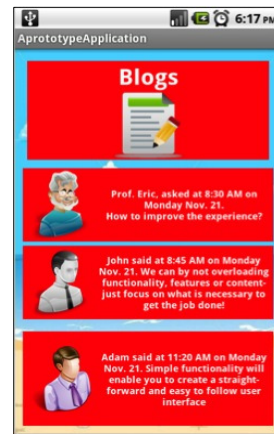 6:17 PM
AprototypeApplication
Blogs
Prof. Eric, asked at 8:30 AM on
Monday Nov. 21.
How to improve the experience?
John said at 8:45 AM on Monday
Nov. 21. We can by not overloading
functionality, features or content-
just focus on what is necessary to
get the job done!
Adam said at 11:20 AM on Monday
Nov. 21. Simple functionality will
enable you to create a straight-
forward and easy to follow user
interface